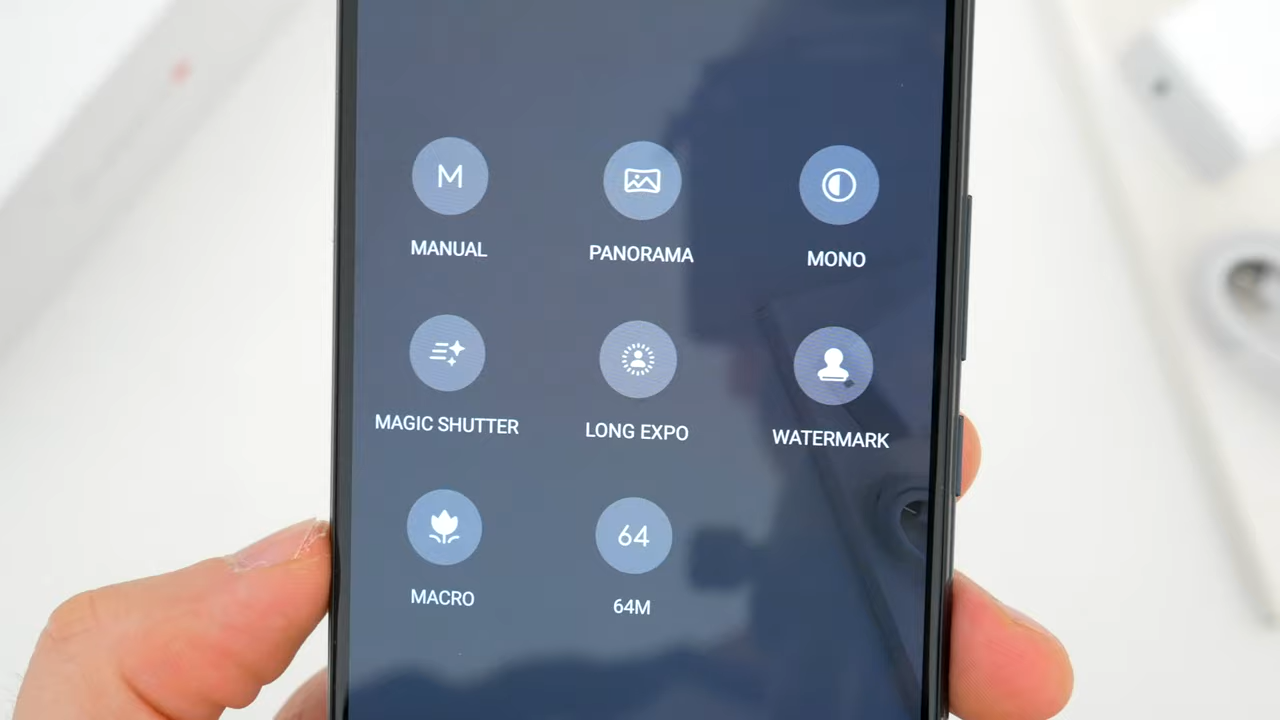 M
MANUAL
PANORAMA
MONO
MAGIC SHUTTER
LONG EXPO
WATERMARK
MACRO
64
64M